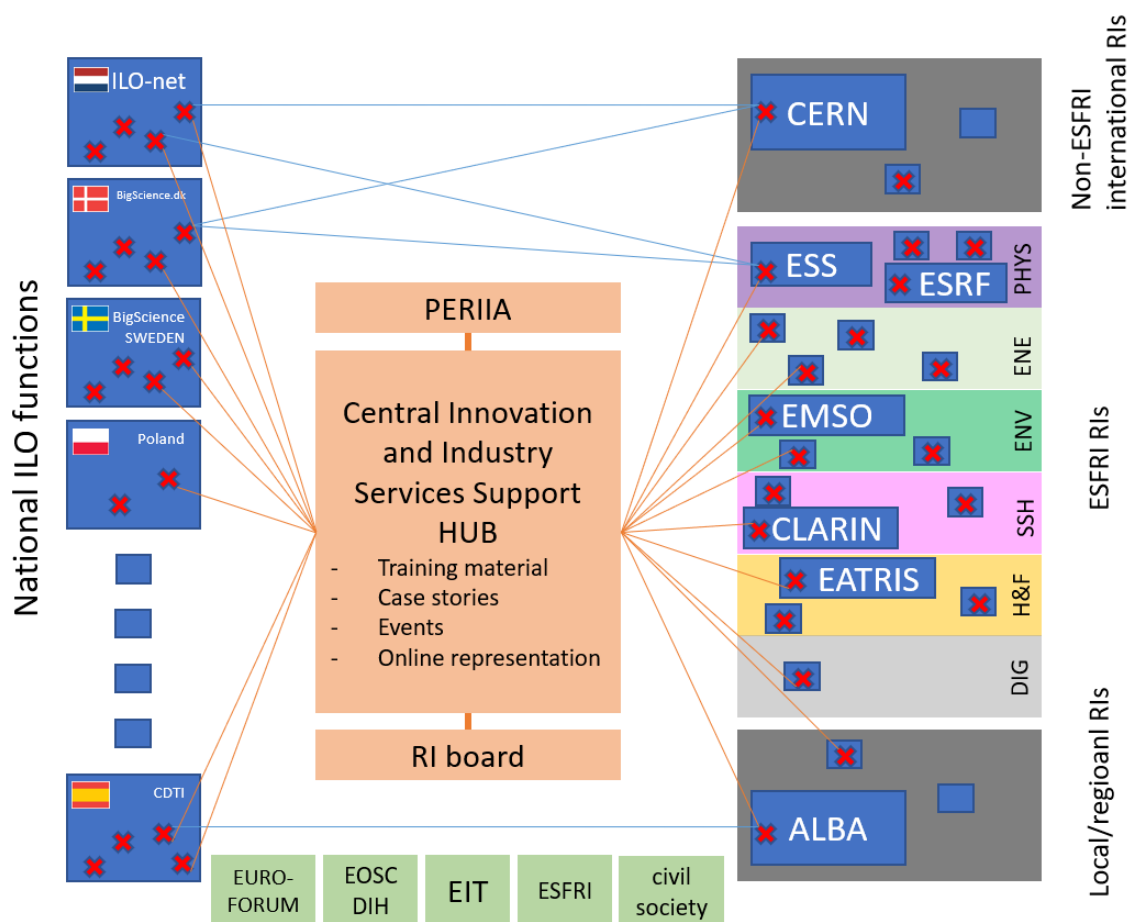 National ILO functions
ILO-net
BigScience.dk
BigScience
SWEDEN
Poland
CDTI
PERIIA
Central Innovation
and Industry
Services Support
HUB
- Training material
- Case stories
- Events
- Online representation
RI board
EURO-
FORUM
EOSC
DIH
EIT
ESFRI
civil
society
CERN
Non-ESFRI
international RIs
ESS
ESRF
PHYS
ENE
EMSO
ENV
CLARIN
SSH
EATRIS
H&F
DIG
ESFRI RIs
ALBA
Local/regioanl RIs